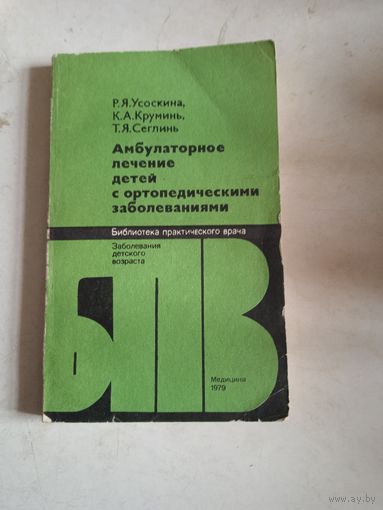 Р.Я.Усоскина,
К.А.Круминь,
Т.Я.Сеглинь
Амбулаторное
лечение
детей
с ортопедическими
заболеваниями
Библиотека практического врача
Заболевания
детского
возраста
БПВ
Медицина
1979
ay.by